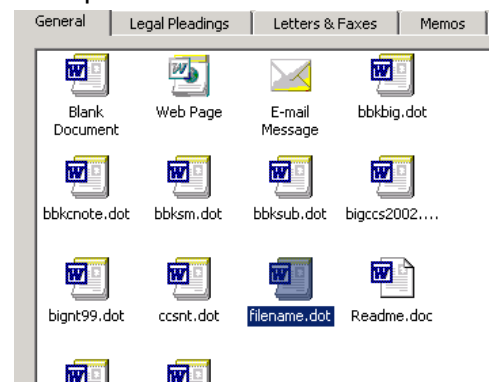 General Legal Pleadings Letters & Faxes Memos
Blank Document Web Page E-mail Message bbkbig.dot
bbkcnote.dot bbksm.dot bbksub.dot bigccs2002....
bignt99.dot ccsnt.dot filename.dot Readme.doc